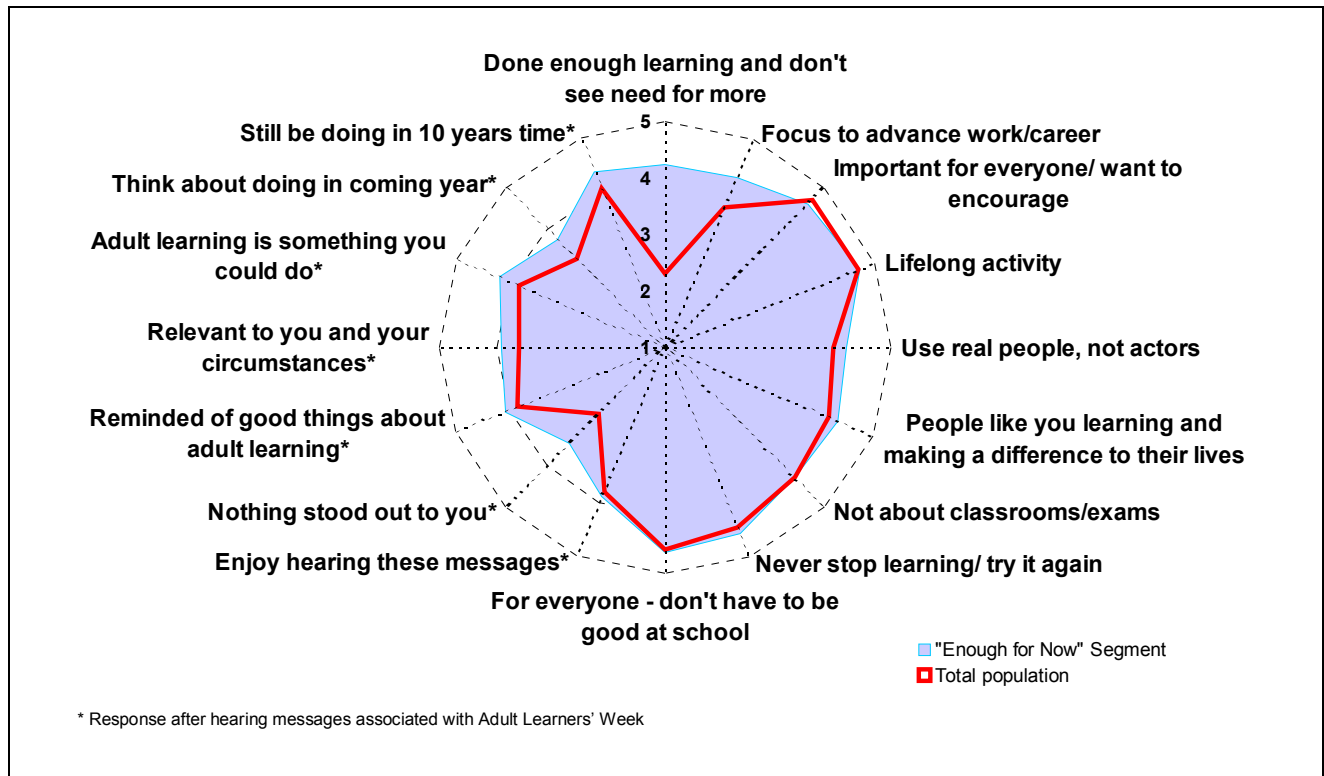 Done enough learning and don't
see need for more
Still be doing in 10 years time*
Focus to advance work/career
Think about doing in coming year*
Important for everyone/ want to
encourage
Adult learning is something you
could do*
Lifelong activity
Relevant to you and your
circumstances*
Use real people, not actors
Reminded of good things about
adult learning*
People like you learning and
making a difference to their lives
Nothing stood out to you*
Not about classrooms/exams
Enjoy hearing these messages*
Never stop learning/ try it again
For everyone - don't have to be
good at school
5
4
3
2
1
"Enough for Now" Segment
Total population
* Response after hearing messages associated with Adult Learners’ Week